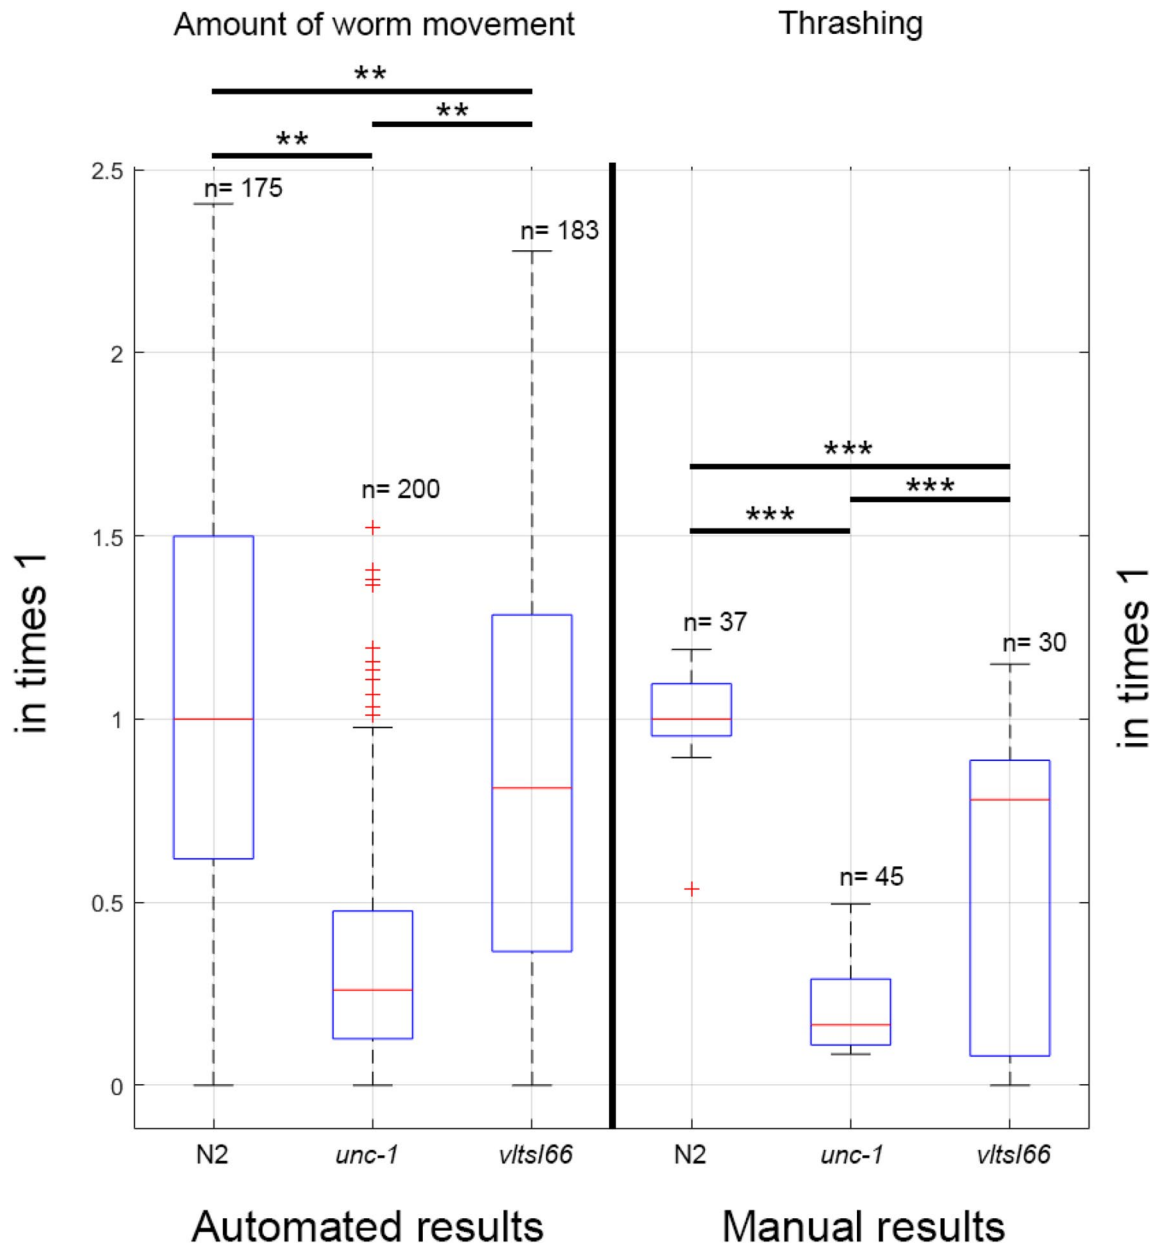 Amount of worm movement
Thrashing
**
**
**
2.5
2
1.5
1
0.5
0
in times 1
n= 175
n= 200
n= 183
***
***
***
n= 37
n= 45
n= 30
in times 1
N2
unc-1
vltsl66
N2
unc-1
vltsl66
Automated results
Manual results